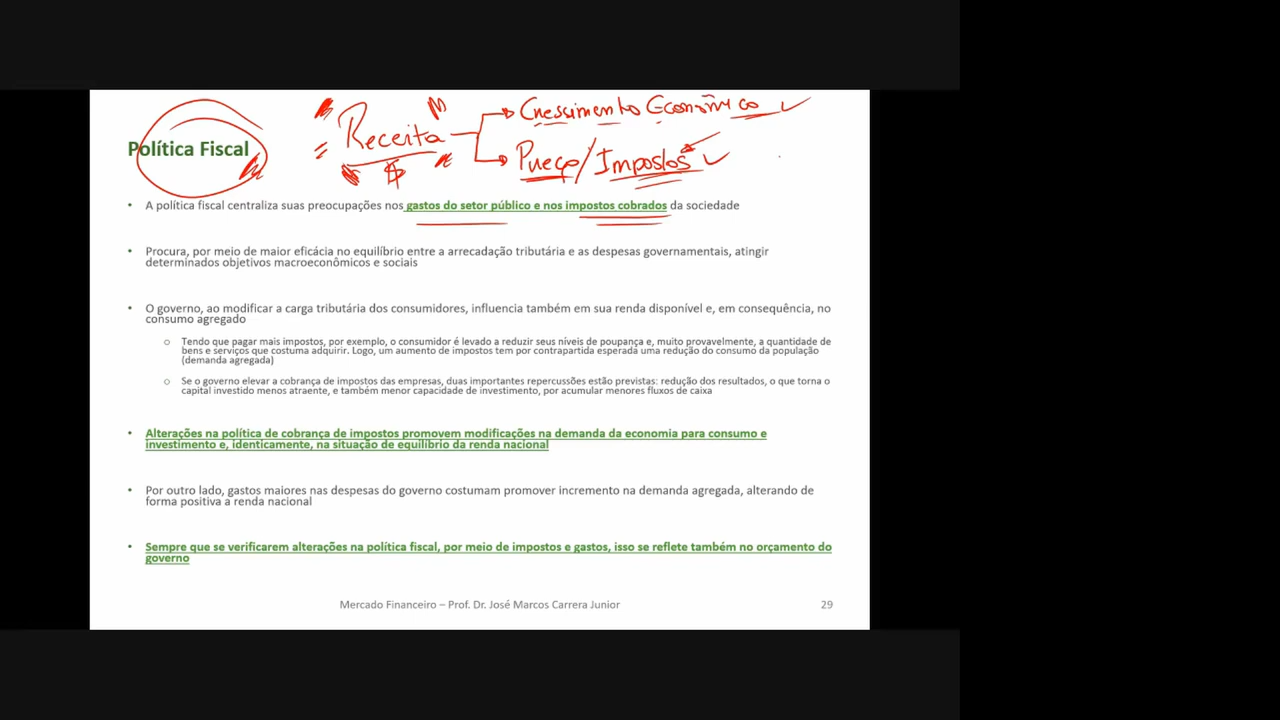 Crescimento Econômico
Receita
Política Fiscal
Preço/Impostos
$
• A política fiscal centraliza suas preocupações nos gastos do setor público e nos impostos cobrados da sociedade
• Procura, por meio de maior eficácia no equilíbrio entre a arrecadação tributária e as despesas governamentais, atingir
determinados objetivos macroeconômicos e sociais
• O governo, ao modificar a carga tributária dos consumidores, influencia também em sua renda disponível e, em consequência, no
consumo agregado
o Tendo que pagar mais impostos, por exemplo, o consumidor é levado a reduzir seus níveis de poupança e, muito provavelmente, a quantidade de
bens e serviços que costuma adquirir. Logo, um aumento de impostos tem por contrapartida esperada uma redução do consumo da população
(demanda agregada)
o Se o governo elevar a cobrança de impostos das empresas, duas importantes repercussões estão previstas: redução dos resultados, o que torna o
capital investido menos atraente, e também menor capacidade de investimento, por acumular menores fluxos de caixa
• Alterações na política de cobrança de impostos promovem modificações na demanda da economia para consumo e
investimento e, identicamente, na situação de equilíbrio da renda nacional
• Por outro lado, gastos maiores nas despesas do governo costumam promover incremento na demanda agregada, alterando de
forma positiva a renda nacional
• Sempre que se verificarem alterações na política fiscal, por meio de impostos e gastos, isso se reflete também no orçamento do
governo
Mercado Financeiro – Prof. Dr. José Marcos Carrera Junior
29